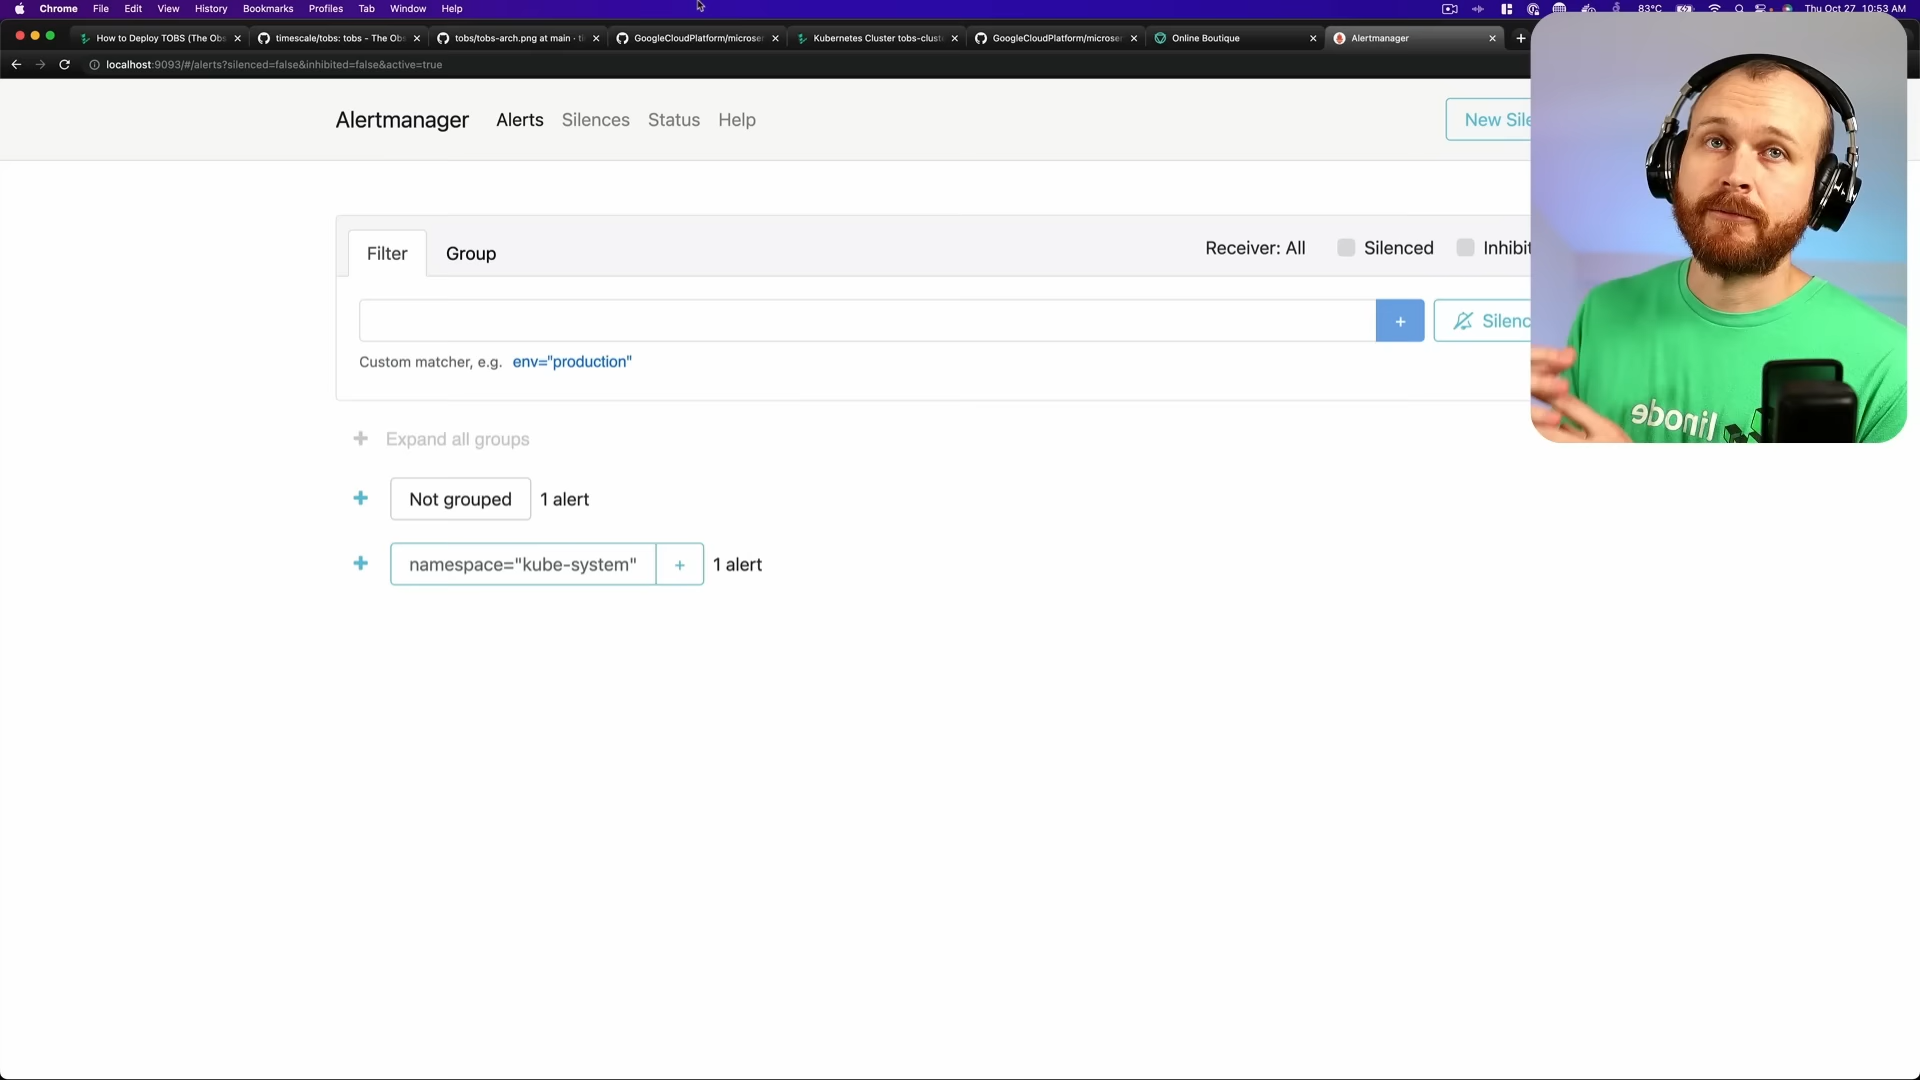 Chrome File Edit View History Bookmarks Profiles Tab Window Help 83°C Thu Oct 27 10:53 AM
How to Deploy TOBS (The Obs timescale/tobs: tobs - The Ob tobs/tobs-arch.png at main · GoogleCloudPlatform/microser Kubernetes Cluster tobs-clust GoogleCloudPlatform/microser Online Boutique Alertmanager
localhost:9093/#/alerts?silenced=false&inhibited=false&active=true
Alertmanager Alerts Silences Status Help New Sile
Filter Group Receiver: All Silenced Inhibit
+ Silenc
Custom matcher, e.g. env="production"
linode
+ Expand all groups
+ Not grouped 1 alert
+ namespace="kube-system" + 1 alert